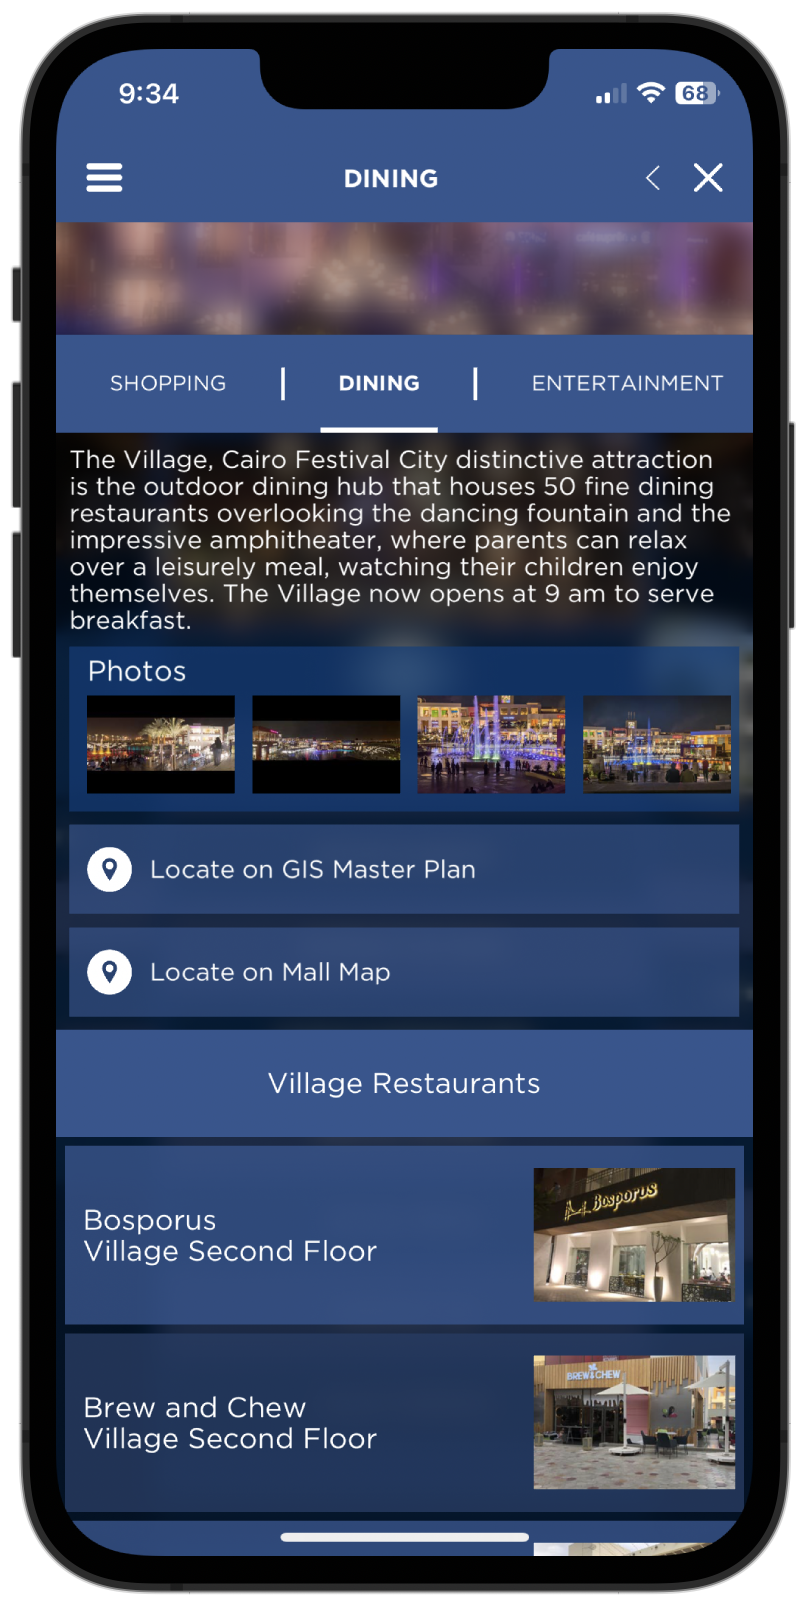 9:34
68
DINING
SHOPPING
DINING
ENTERTAINMENT
The Village, Cairo Festival City distinctive attraction
is the outdoor dining hub that houses 50 fine dining
restaurants overlooking the dancing fountain and the
impressive amphitheater, where parents can relax
over a leisurely meal, watching their children enjoy
themselves. The Village now opens at 9 am to serve
breakfast.
Photos
Locate on GIS Master Plan
Locate on Mall Map
Village Restaurants
Bosporus
Village Second Floor
Bosporus
Brew and Chew
Village Second Floor
BREW&CHEW